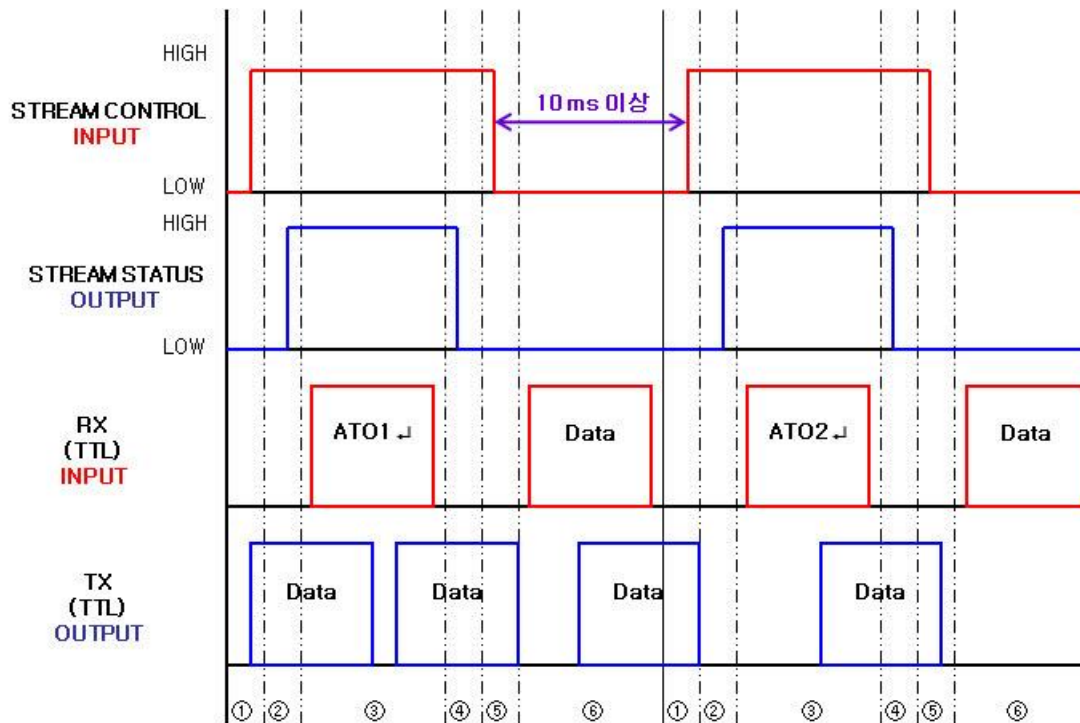 HIGH
STREAM CONTROL
INPUT
LOW
10 ms 이상
HIGH
STREAM STATUS
OUTPUT
LOW
RX
(TTL)
INPUT
ATO1 ↵
Data
ATO2 ↵
Data
TX
(TTL)
OUTPUT
Data
Data
Data
Data
① ② ③ ④ ⑤ ⑥ ① ② ③ ④ ⑤ ⑥